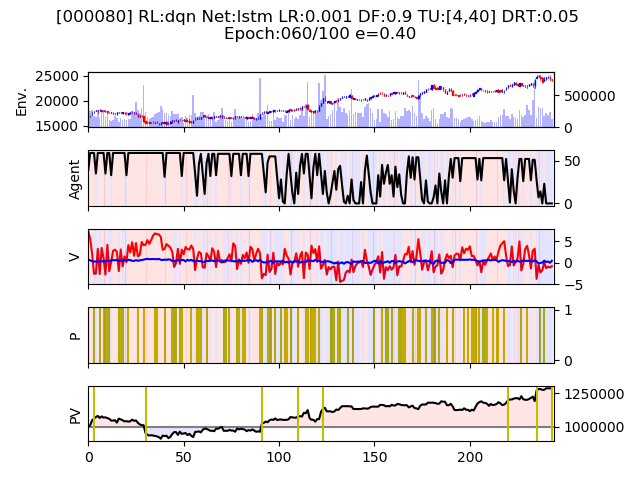 [000080] RL:dqn Net:lstm LR:0.001 DF:0.9 TU:[4,40] DRT:0.05
Epoch:060/100 e=0.40
Env.
25000
20000
15000
500000
0
Agent
50
0
V
5
0
−5
P
1
0
PV
1250000
1000000
0 50 100 150 200